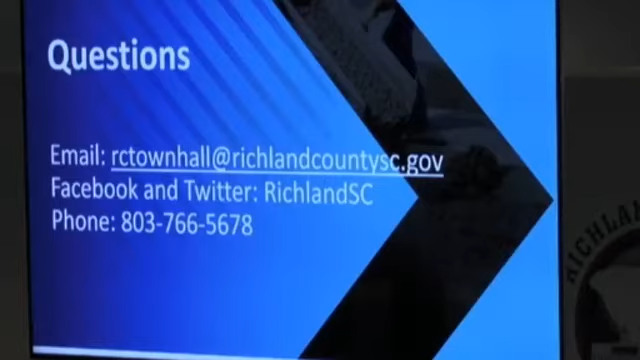 Questions
Email: rctownhall@richlandcountysc.gov
Facebook and Twitter: RichlandSC
Phone: 803-766-5678